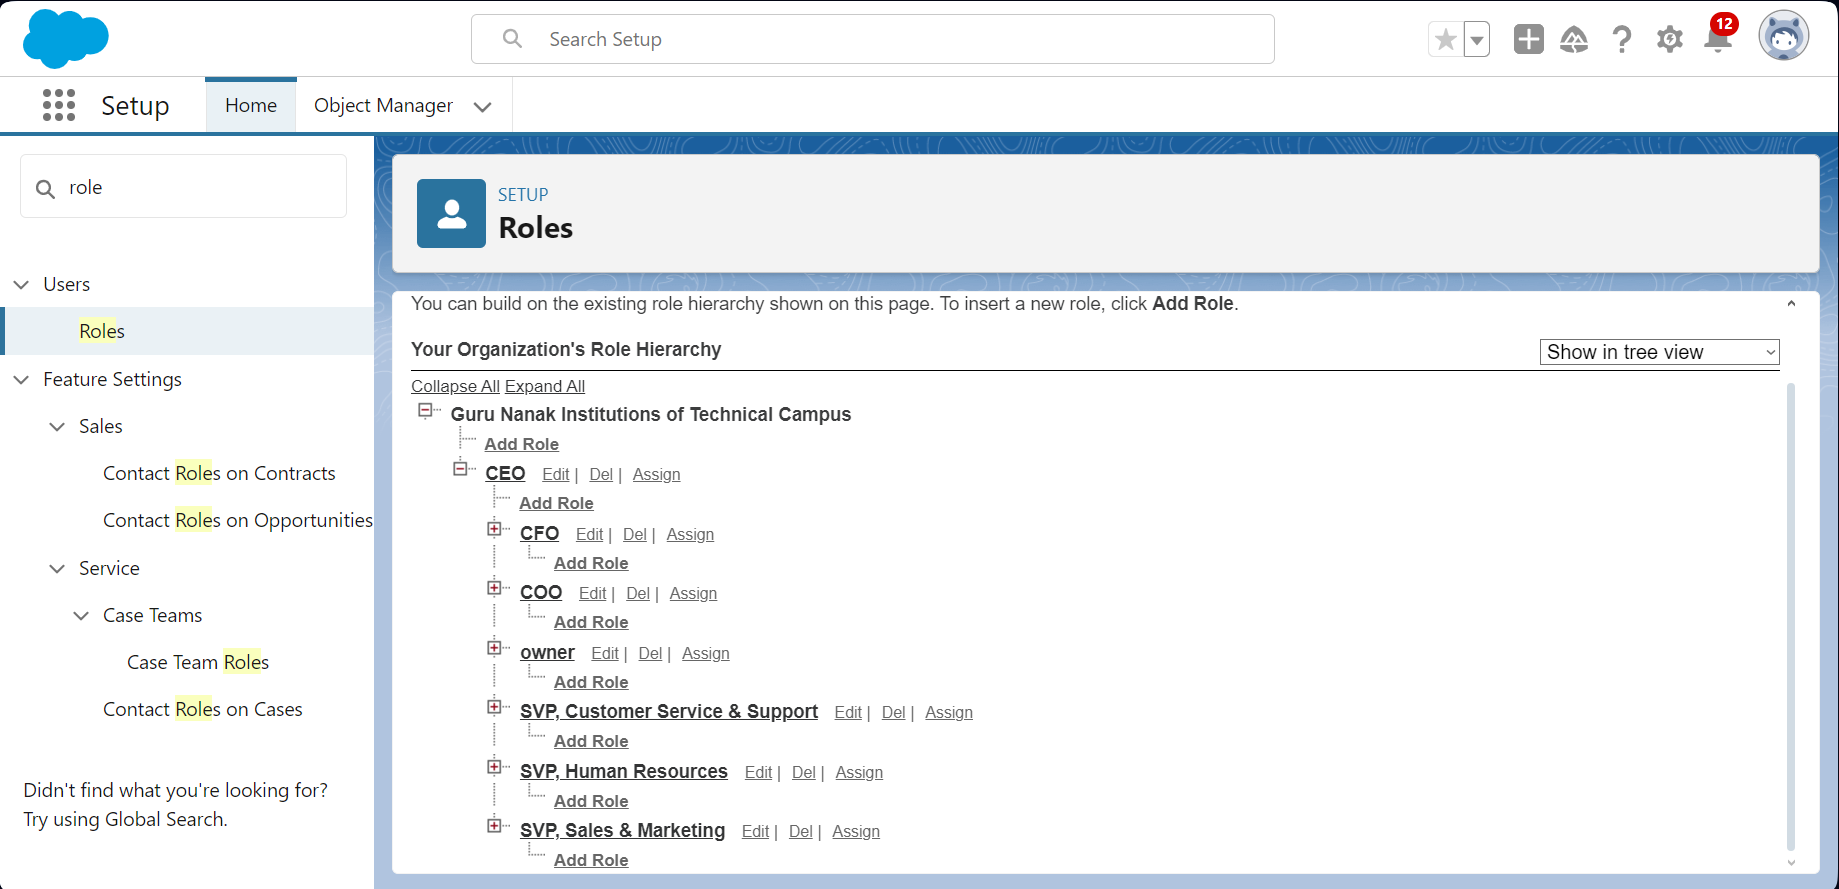 Search Setup
12
Setup
Home
Object Manager
role
Users
Roles
Feature Settings
Sales
Contact Roles on Contracts
Contact Roles on Opportunities
Service
Case Teams
Case Team Roles
Contact Roles on Cases
Didn't find what you're looking for?
Try using Global Search.
SETUP
Roles
You can build on the existing role hierarchy shown on this page. To insert a new role, click Add Role.
Your Organization's Role Hierarchy
Show in tree view
Collapse All Expand All
Guru Nanak Institutions of Technical Campus
Add Role
CEO Edit | Del | Assign
Add Role
CFO Edit | Del | Assign
Add Role
COO Edit | Del | Assign
Add Role
owner Edit | Del | Assign
Add Role
SVP, Customer Service & Support Edit | Del | Assign
Add Role
SVP, Human Resources Edit | Del | Assign
Add Role
SVP, Sales & Marketing Edit | Del | Assign
Add Role